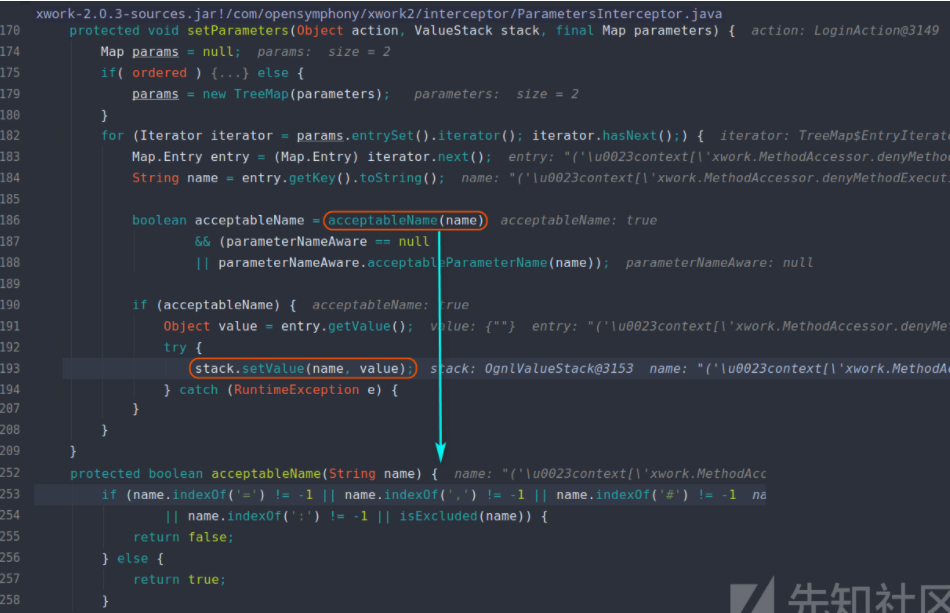 xwork-2.0.3-sources.jar!/com/opensymphony/xwork2/interceptor/ParametersInterceptor.java
170 protected void setParameters(Object action, ValueStack stack, final Map parameters) { action: LoginAction@3149
174 Map params = null; params: size = 2
175 if( ordered ) {...} else {
179 params = new TreeMap(parameters); parameters: size = 2
180 }
182 for (Iterator iterator = params.entrySet().iterator(); iterator.hasNext();) { iterator: TreeMap$EntryIterato
183 Map.Entry entry = (Map.Entry) iterator.next(); entry: "('\u0023context[\'xwork.MethodAccessor.denyMethod
184 String name = entry.getKey().toString(); name: "('\u0023context[\'xwork.MethodAccessor.denyMethodExecuti
185
186 boolean acceptableName = acceptableName(name) acceptableName: true
187 && (parameterNameAware == null
188 || parameterNameAware.acceptableParameterName(name)); parameterNameAware: null
189
190 if (acceptableName) { acceptableName: true
191 Object value = entry.getValue(); value: {""} entry: "('\u0023context[\'xwork.MethodAccessor.denyMet
192 try {
193 stack.setValue(name, value); stack: OgnlValueStack@3153 name: "('\u0023context[\'xwork.MethodAc
194 } catch (RuntimeException e) {
207 }
208 }
209 }
252 protected boolean acceptableName(String name) { name: "('\u0023context[\'xwork.MethodAcc
253 if (name.indexOf('=') != -1 || name.indexOf(',') != -1 || name.indexOf('#') != -1 na
254 || name.indexOf(':') != -1 || isExcluded(name)) {
255 return false;
256 } else {
257 return true;
258 }
先知社区